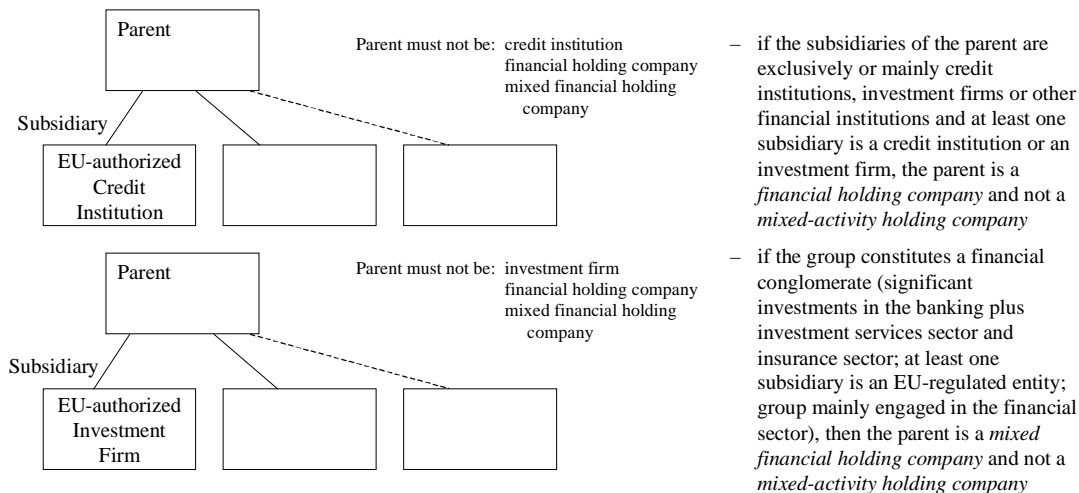 Parent
Parent must not be: credit institution
financial holding company
mixed financial holding
company
Subsidiary
EU-authorized
Credit
Institution
– if the subsidiaries of the parent are
exclusively or mainly credit
institutions, investment firms or other
financial institutions and at least one
subsidiary is a credit institution or an
investment firm, the parent is a
financial holding company and not a
mixed-activity holding company
Parent
Parent must not be: investment firm
financial holding company
mixed financial holding
company
Subsidiary
EU-authorized
Investment
Firm
– if the group constitutes a financial
conglomerate (significant
investments in the banking plus
investment services sector and
insurance sector; at least one
subsidiary is an EU-regulated entity;
group mainly engaged in the financial
sector), then the parent is a mixed
financial holding company and not a
mixed-activity holding company